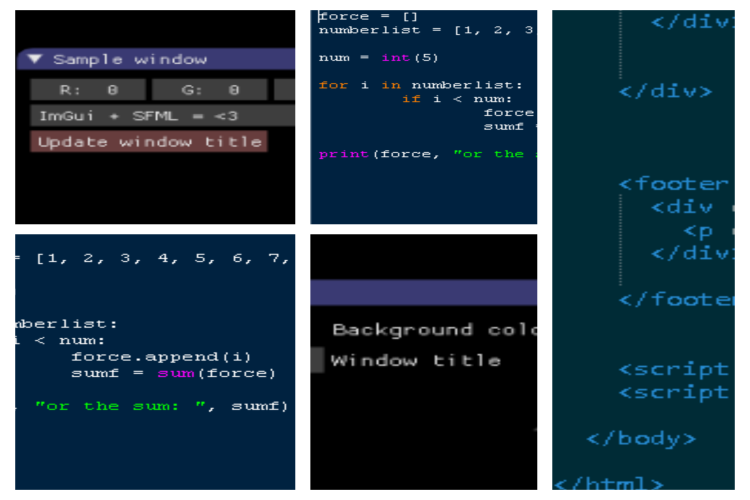 ▼ Sample window
R: 0 G: 0
ImGui + SFML = <3
Update window title
force = []
numberlist = [1, 2, 3
num = int(5)
for i in numberlist:
if i < num:
force
sumf =
print(force, "or the
</div>
</div>
<footer
<div
<p
</div>
</footer
<script
<script
</body>
</html>
= [1, 2, 3, 4, 5, 6, 7,
mberlist:
i < num:
force.append(i)
sumf = sum(force)
"or the sum: ", sumf)
Background colo
Window title